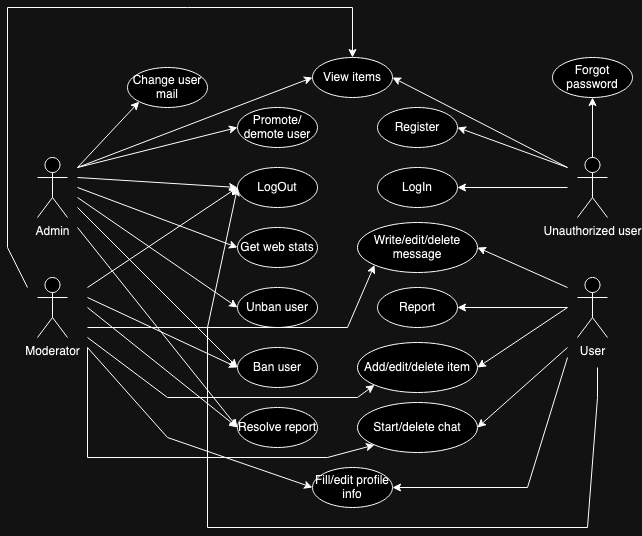 View items
Change user
mail
Forgot
password
Promote/
demote user
Register
LogOut
LogIn
Admin
Unauthorized user
Get web stats
Write/edit/delete
message
Unban user
Report
Moderator
User
Ban user
Add/edit/delete item
Resolve report
Start/delete chat
Fill/edit profile
info